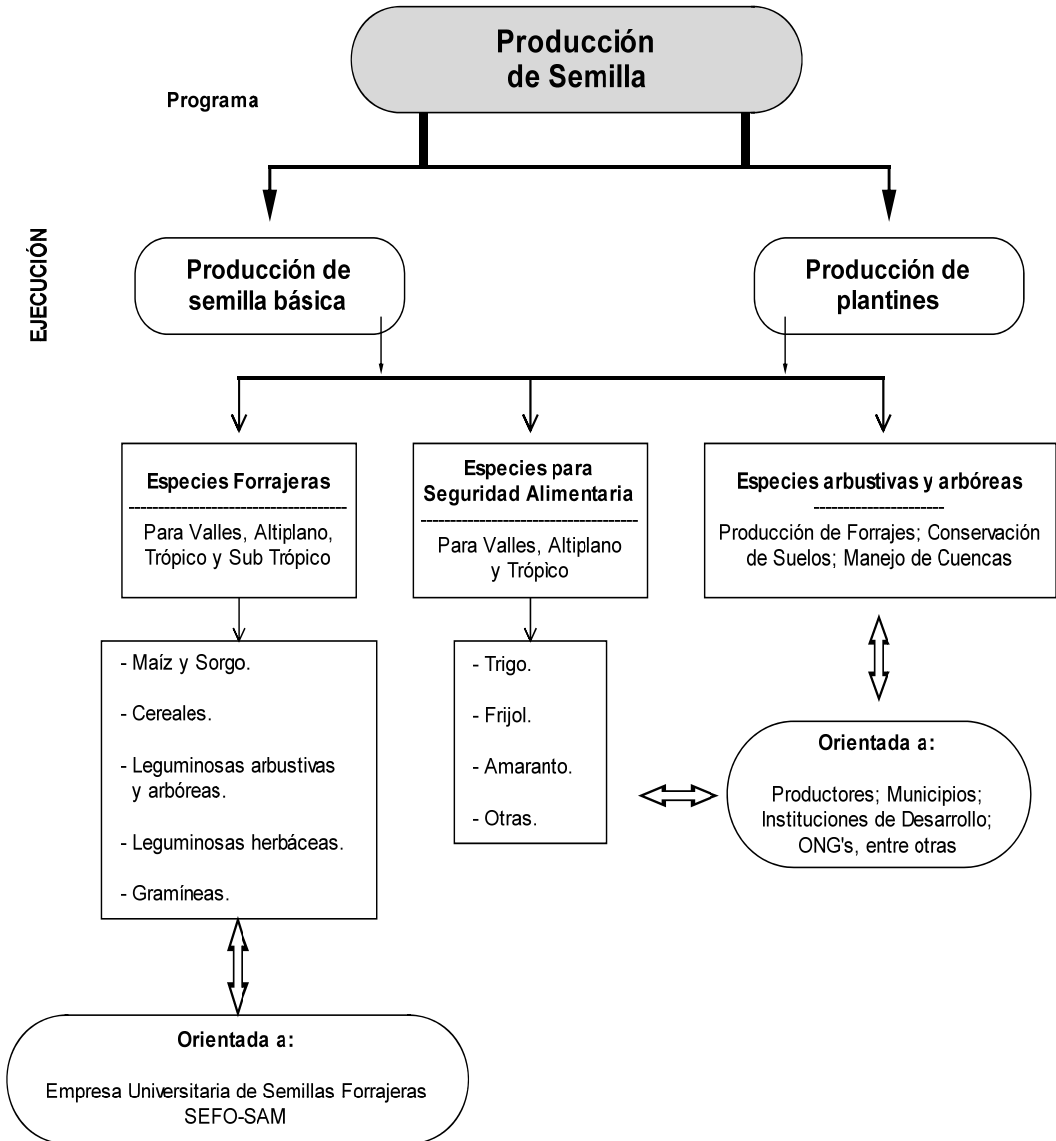 Producción
de Semilla
Programa
EJECUCIÓN
Producción de
semilla básica
Producción de
plantines
Especies Forrajeras
-------------------------------------
Para Valles, Altiplano,
Trópico y Sub Trópico
Especies para
Seguridad Alimentaria
-------------------------------------
Para Valles, Altiplano
y Trópico
Especies arbustivas y arbóreas
----------------------
Producción de Forrajes; Conservación
de Suelos; Manejo de Cuencas
- Maíz y Sorgo.
- Cereales.
- Leguminosas arbustivas
y arbóreas.
- Leguminosas herbáceas.
- Gramíneas.
- Trigo.
- Frijol.
- Amaranto.
- Otras.
Orientada a:
Productores; Municipios;
Instituciones de Desarrollo;
ONG's, entre otras
Orientada a:
Empresa Universitaria de Semillas Forrajeras
SEFO-SAM